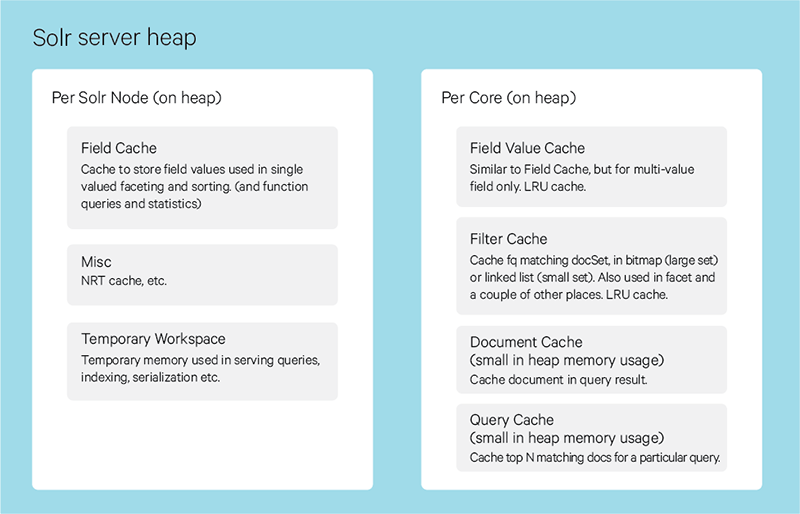 Solr server heap
Per Solr Node (on heap)
Field Cache
Cache to store field values used in single
valued faceting and sorting. (and function
queries and statistics)
Misc
NRT cache, etc.
Temporary Workspace
Temporary memory used in serving queries,
indexing, serialization etc.
Per Core (on heap)
Field Value Cache
Similar to Field Cache, but for multi-value
field only. LRU cache.
Filter Cache
Cache fq matching docSet, in bitmap (large set)
or linked list (small set). Also used in facet and
a couple of other places. LRU cache.
Document Cache
(small in heap memory usage)
Cache document in query result.
Query Cache
(small in heap memory usage)
Cache top N matching docs for a particular query.